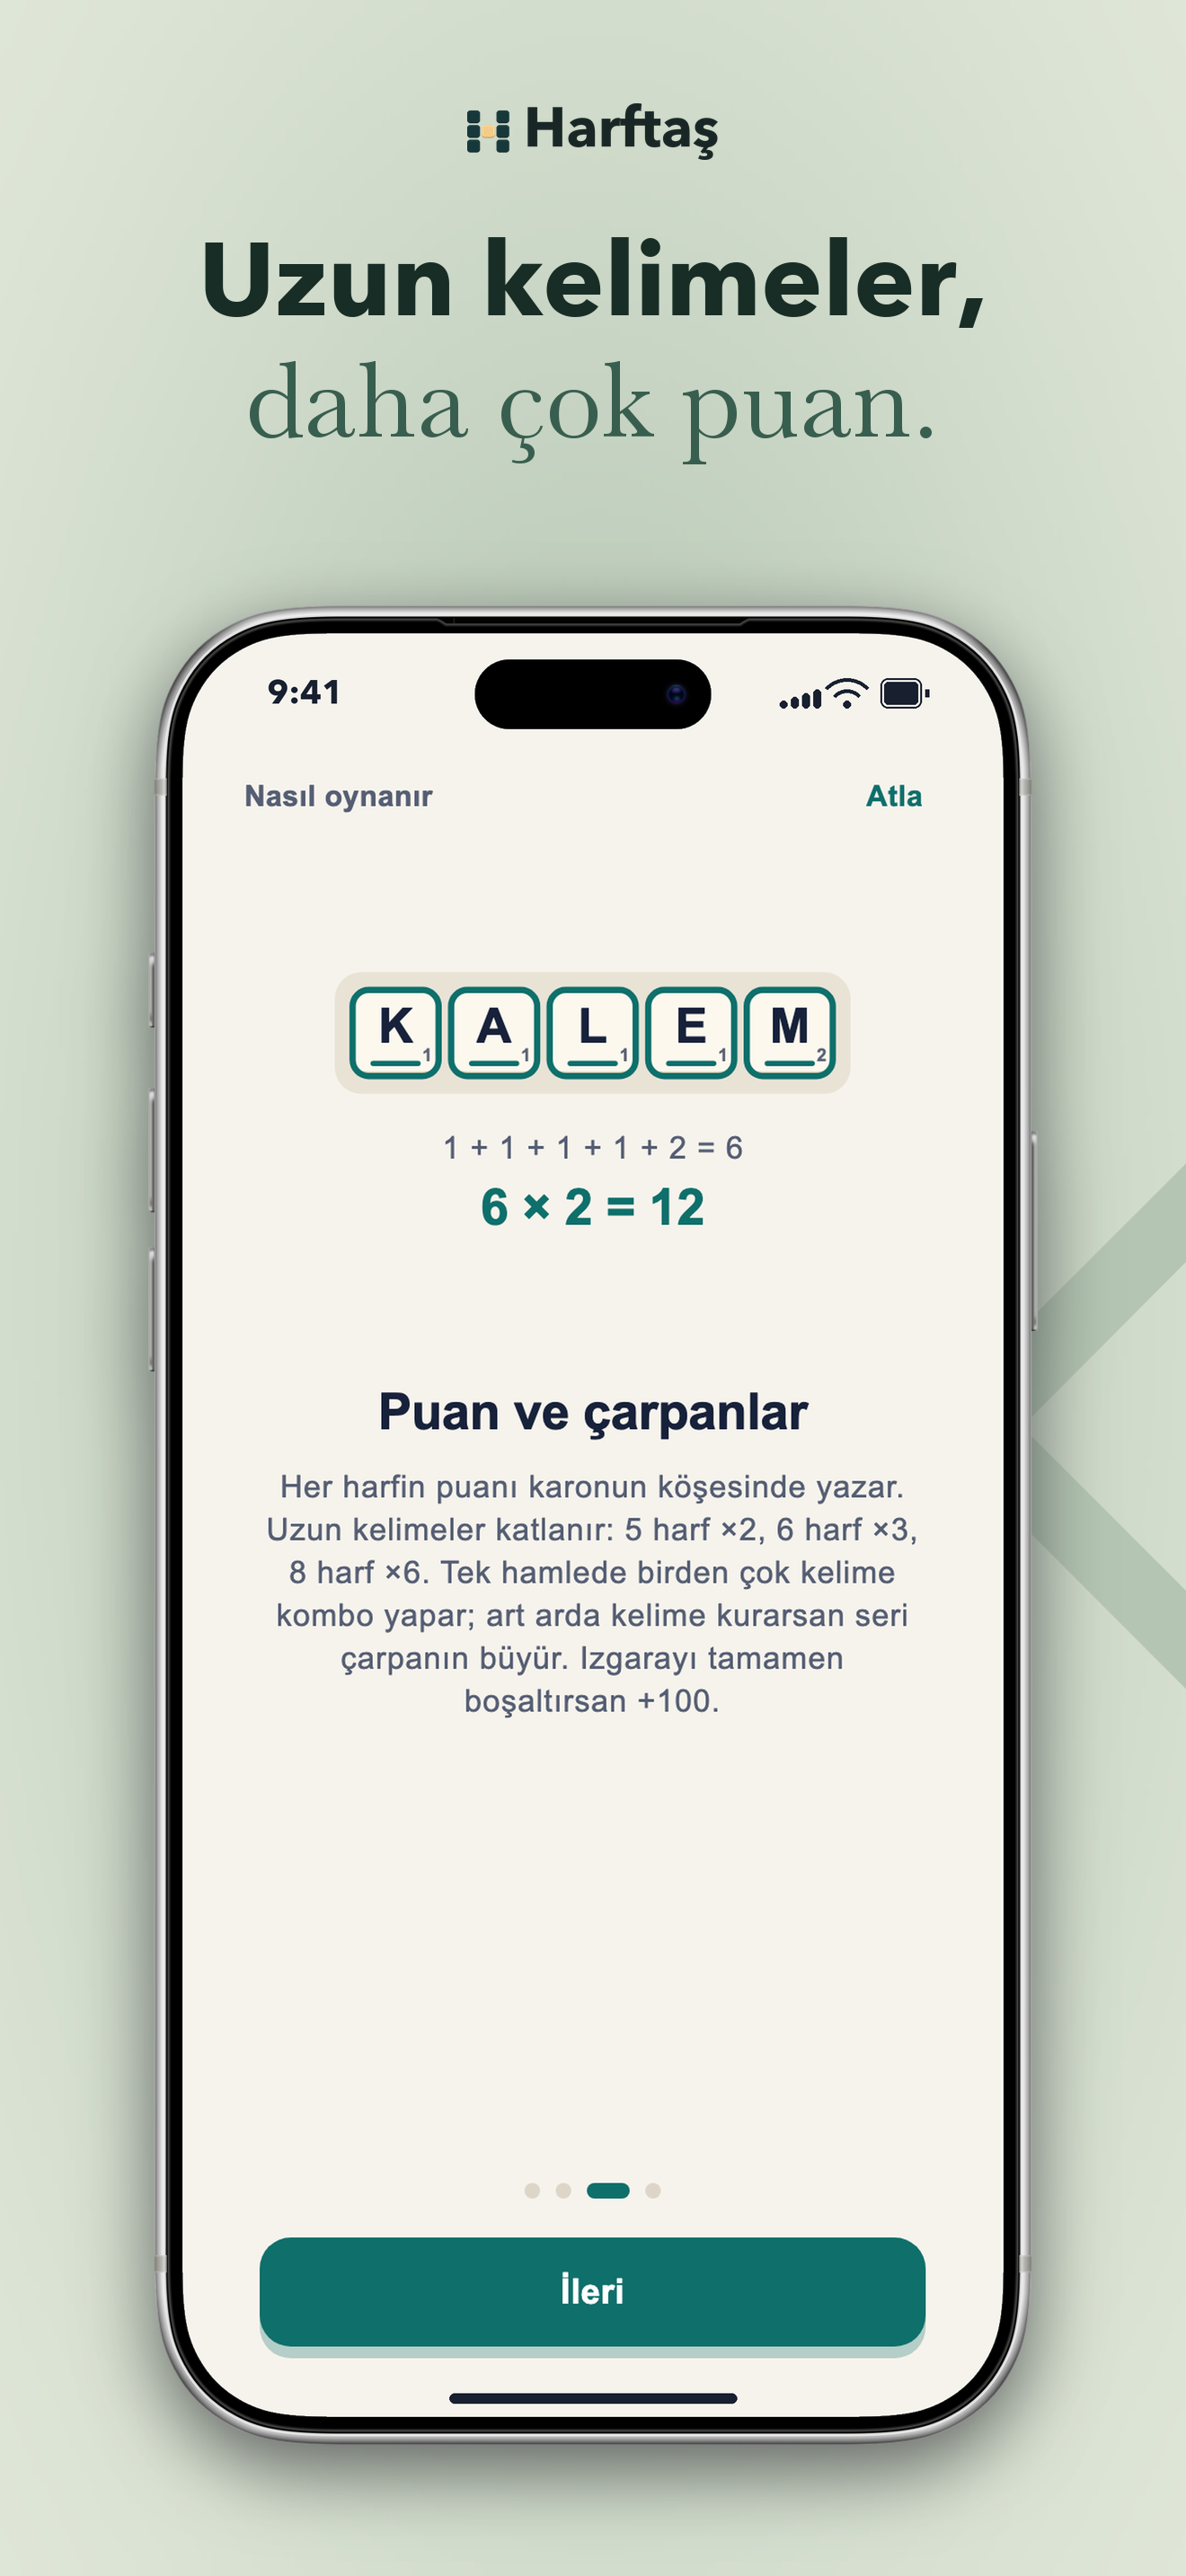 Harftaş
Uzun kelimeler,
daha çok puan.
9:41
Nasıl oynanır
Atla
K 1 A 1 L 1 E 1 M 2
1 + 1 + 1 + 1 + 2 = 6
6 × 2 = 12
Puan ve çarpanlar
Her harfin puanı karonun köşesinde yazar.
Uzun kelimeler katlanır: 5 harf ×2, 6 harf ×3,
8 harf ×6. Tek hamlede birden çok kelime
kombo yapar; art arda kelime kurarsan seri
çarpanın büyür. Izgarayı tamamen
boşaltırsan +100.
İleri